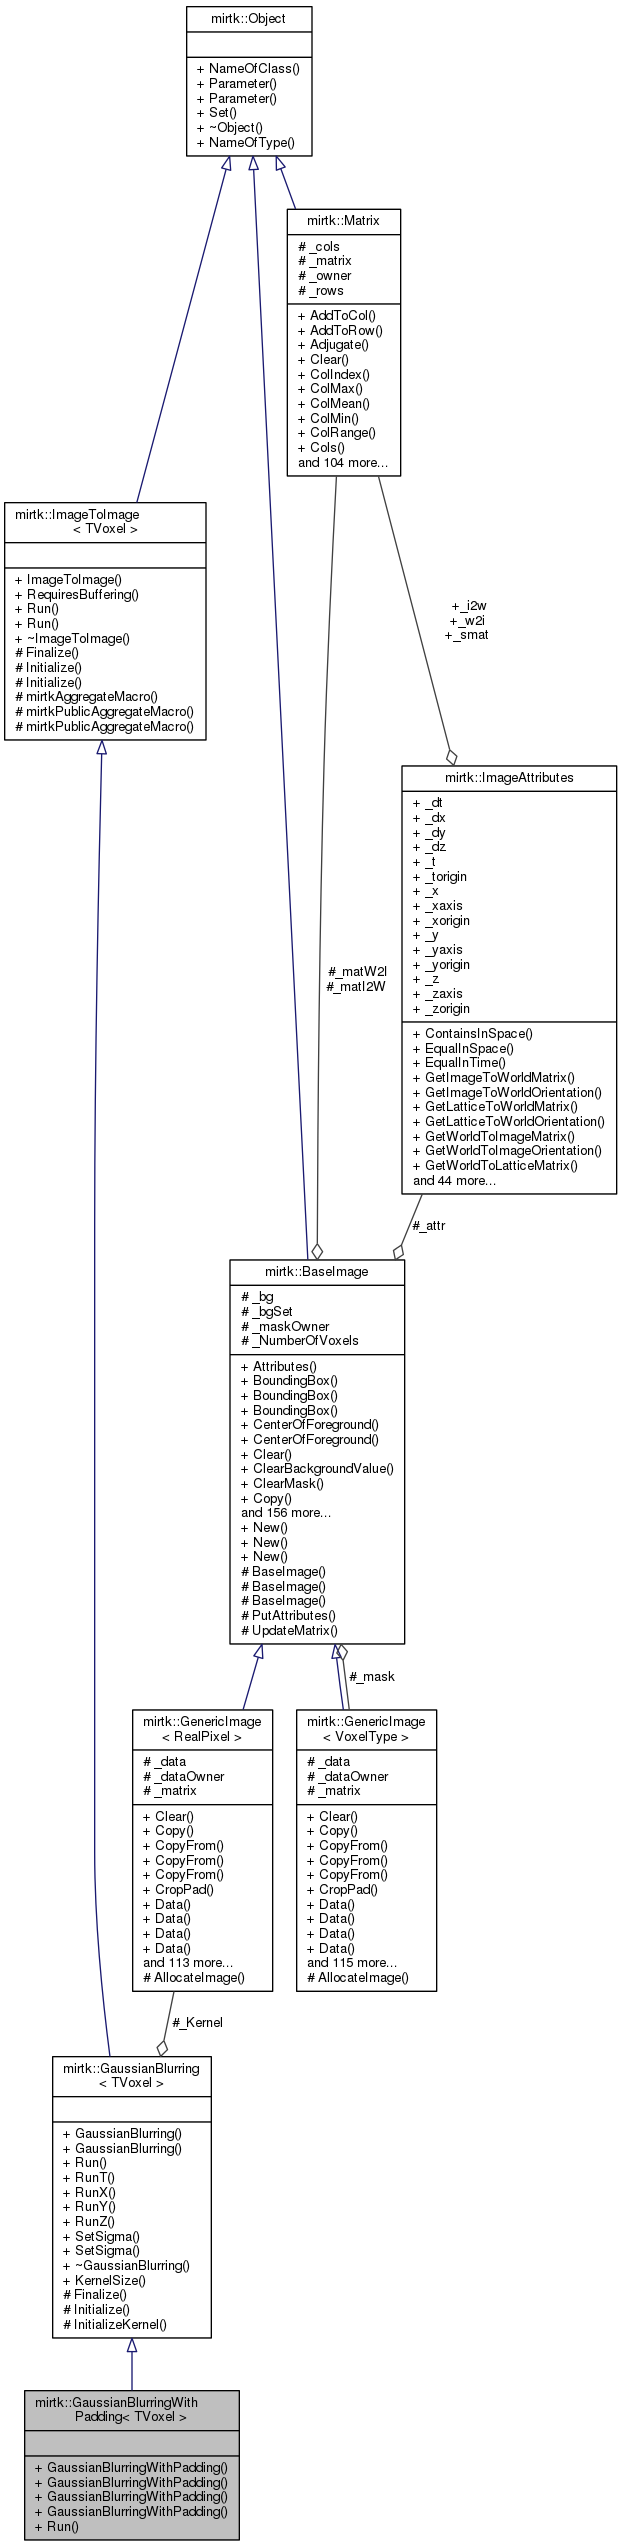 mirtk::Object
+ NameOfClass()
+ Parameter()
+ Parameter()
+ Set()
+ ~Object()
+ NameOfType()
mirtk::Matrix
# _cols
# _matrix
# _owner
# _rows
+ AddToCol()
+ AddToRow()
+ Adjugate()
+ Clear()
+ ColIndex()
+ ColMax()
+ ColMean()
+ ColMin()
+ ColRange()
+ Cols()
and 104 more...
mirtk::ImageToImage
< TVoxel >
+ ImageToImage()
+ RequiresBuffering()
+ Run()
+ Run()
+ ~ImageToImage()
# Finalize()
# Initialize()
# Initialize()
# mirtkAggregateMacro()
# mirtkPublicAggregateMacro()
# mirtkPublicAggregateMacro()
+_i2w
+_w2i
+_smat
mirtk::ImageAttributes
+ _dt
+ _dx
+ _dy
+ _dz
+ _t
+ _torigin
+ _x
+ _xaxis
+ _xorigin
+ _y
+ _yaxis
+ _yorigin
+ _z
+ _zaxis
+ _zorigin
+ ContainsInSpace()
+ EqualInSpace()
+ EqualInTime()
+ GetImageToWorldMatrix()
+ GetImageToWorldOrientation()
+ GetLatticeToWorldMatrix()
+ GetLatticeToWorldOrientation()
+ GetWorldToImageMatrix()
+ GetWorldToImageOrientation()
+ GetWorldToLatticeMatrix()
and 44 more...
#_matW2I
#_matI2W
#_attr
mirtk::BaseImage
# _bg
# _bgSet
# _maskOwner
# _NumberOfVoxels
+ Attributes()
+ BoundingBox()
+ BoundingBox()
+ BoundingBox()
+ CenterOfForeground()
+ CenterOfForeground()
+ Clear()
+ ClearBackgroundValue()
+ ClearMask()
+ Copy()
and 156 more...
+ New()
+ New()
+ New()
# BaseImage()
# BaseImage()
# BaseImage()
# PutAttributes()
# UpdateMatrix()
#_mask
mirtk::GenericImage
< RealPixel >
# _data
# _dataOwner
# _matrix
+ Clear()
+ Copy()
+ CopyFrom()
+ CopyFrom()
+ CopyFrom()
+ CropPad()
+ Data()
+ Data()
+ Data()
+ Data()
and 113 more...
# AllocateImage()
mirtk::GenericImage
< VoxelType >
# _data
# _dataOwner
# _matrix
+ Clear()
+ Copy()
+ CopyFrom()
+ CopyFrom()
+ CopyFrom()
+ CropPad()
+ Data()
+ Data()
+ Data()
+ Data()
and 115 more...
# AllocateImage()
#_Kernel
mirtk::GaussianBlurring
< TVoxel >
+ GaussianBlurring()
+ GaussianBlurring()
+ Run()
+ RunT()
+ RunX()
+ RunY()
+ RunZ()
+ SetSigma()
+ SetSigma()
+ ~GaussianBlurring()
+ KernelSize()
# Finalize()
# Initialize()
# InitializeKernel()
mirtk::GaussianBlurringWith
Padding< TVoxel >
+ GaussianBlurringWithPadding()
+ GaussianBlurringWithPadding()
+ GaussianBlurringWithPadding()
+ GaussianBlurringWithPadding()
+ Run()